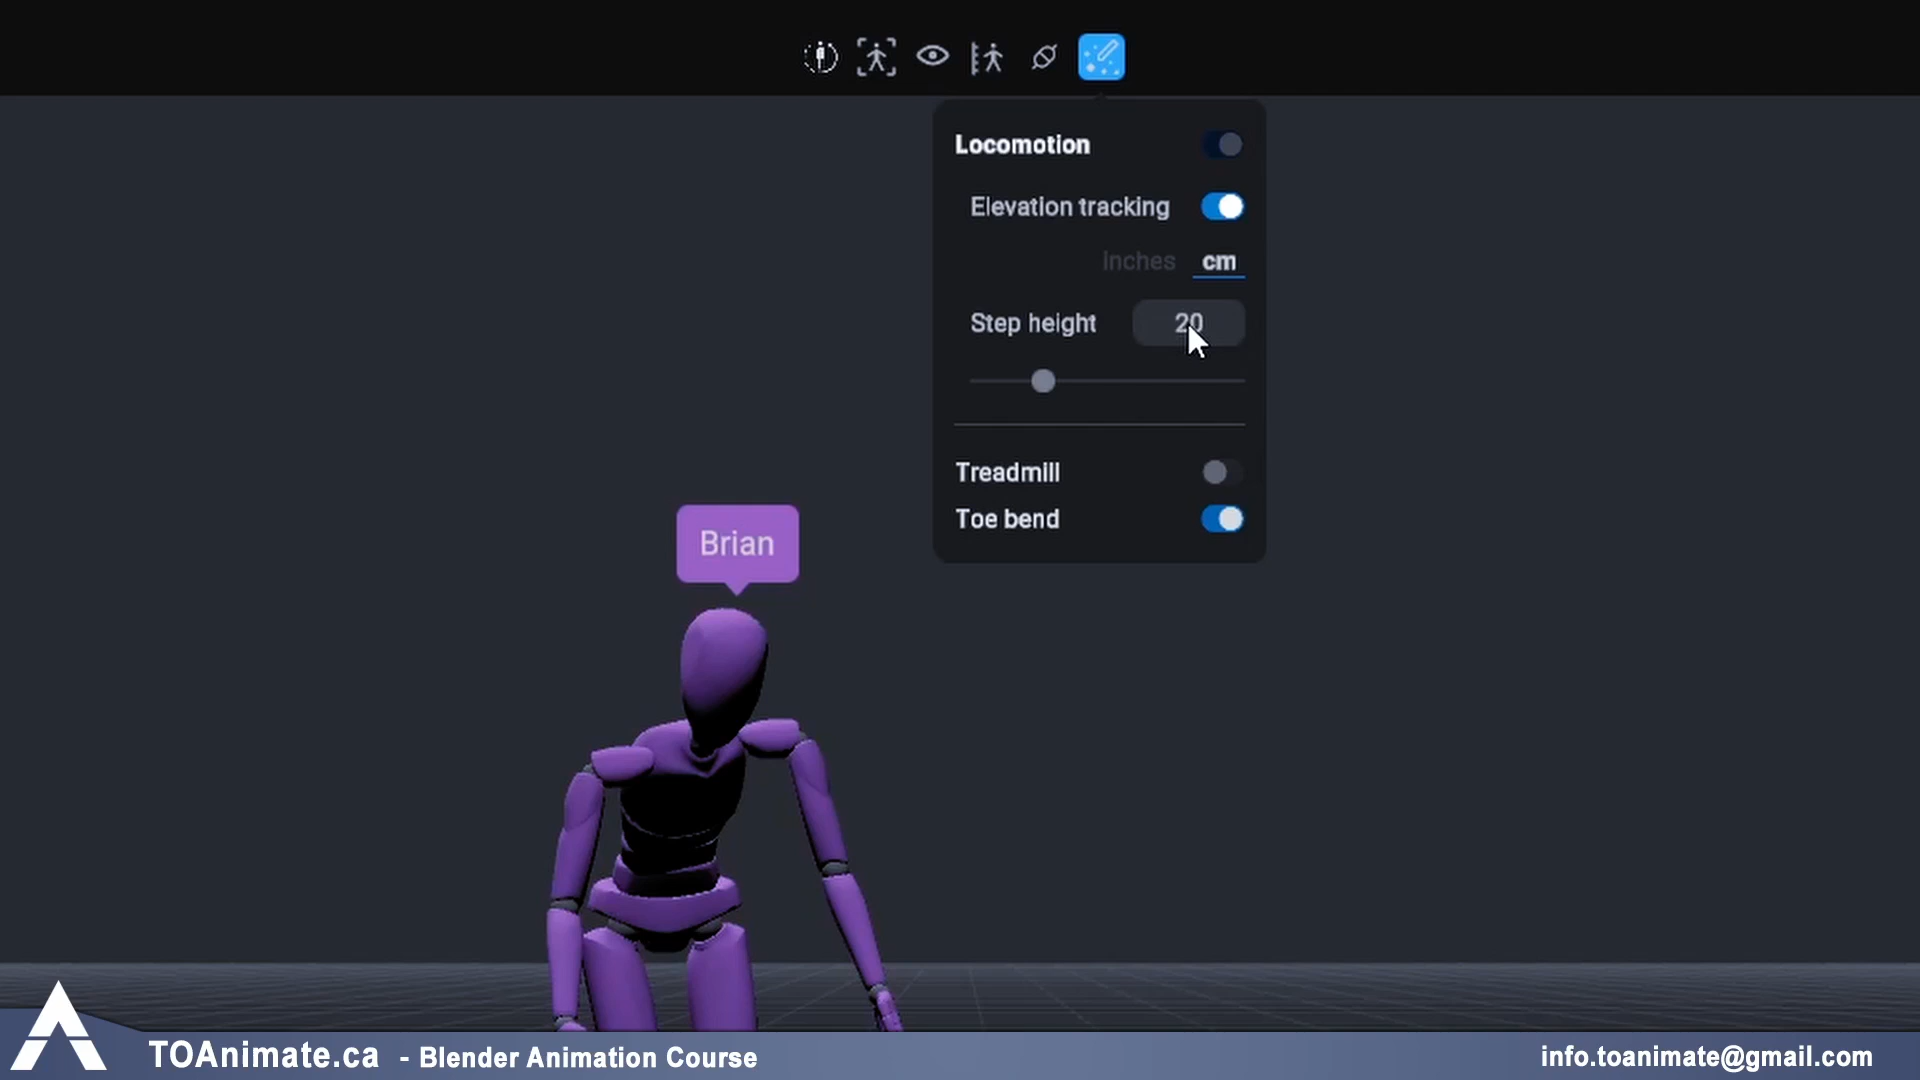 Locomotion
Elevation tracking
inches cm
Step height 20
Treadmill
Toe bend
Brian
TOAnimate.ca - Blender Animation Course
info.toanimate@gmail.com